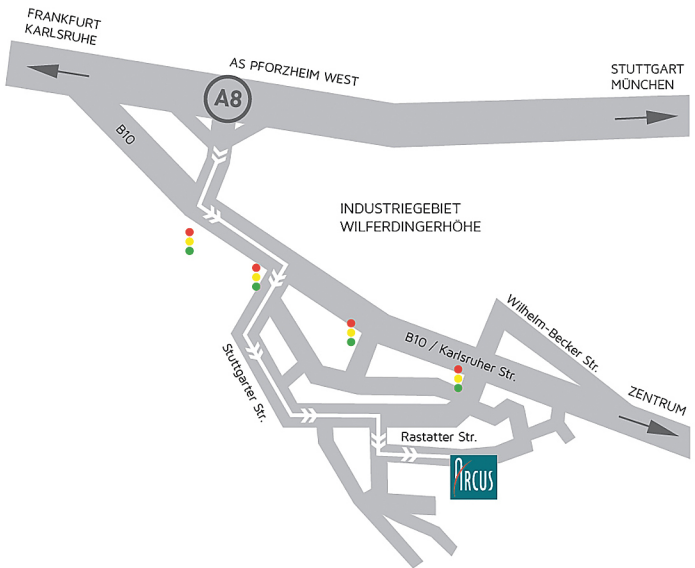 FRANKFURT
KARLSRUHE
AS PFORZHEIM WEST
STUTTGART
MÜNCHEN
A8
B10
INDUSTRIEGEBIET
WILFERDINGERHÖHE
Wilhelm-Becker Str.
B10 / Karlsruher Str.
Stuttgarter Str.
ZENTRUM
Rastatter Str.
ARCUS